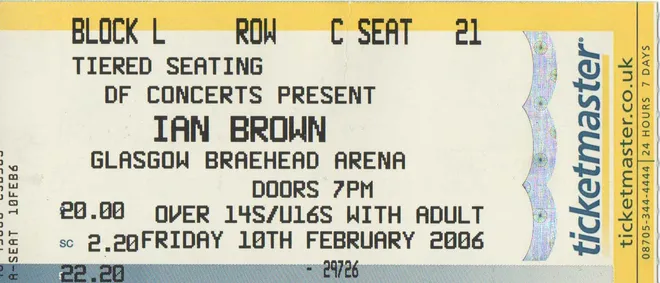 BLOCK L ROW C SEAT 21
TIERED SEATING
DF CONCERTS PRESENT
IAN BROWN
GLASGOW BRAEHEAD ARENA
DOORS 7PM
20.00 OVER 14S/U16S WITH ADULT
SC 2.20 FRIDAY 10TH FEBRUARY 2006
22.20 - 29726
A-SEAT 10FEB6
ticketmaster
ticketmaster.co.uk
08705-344-4444 24 HOURS 7 DAYS